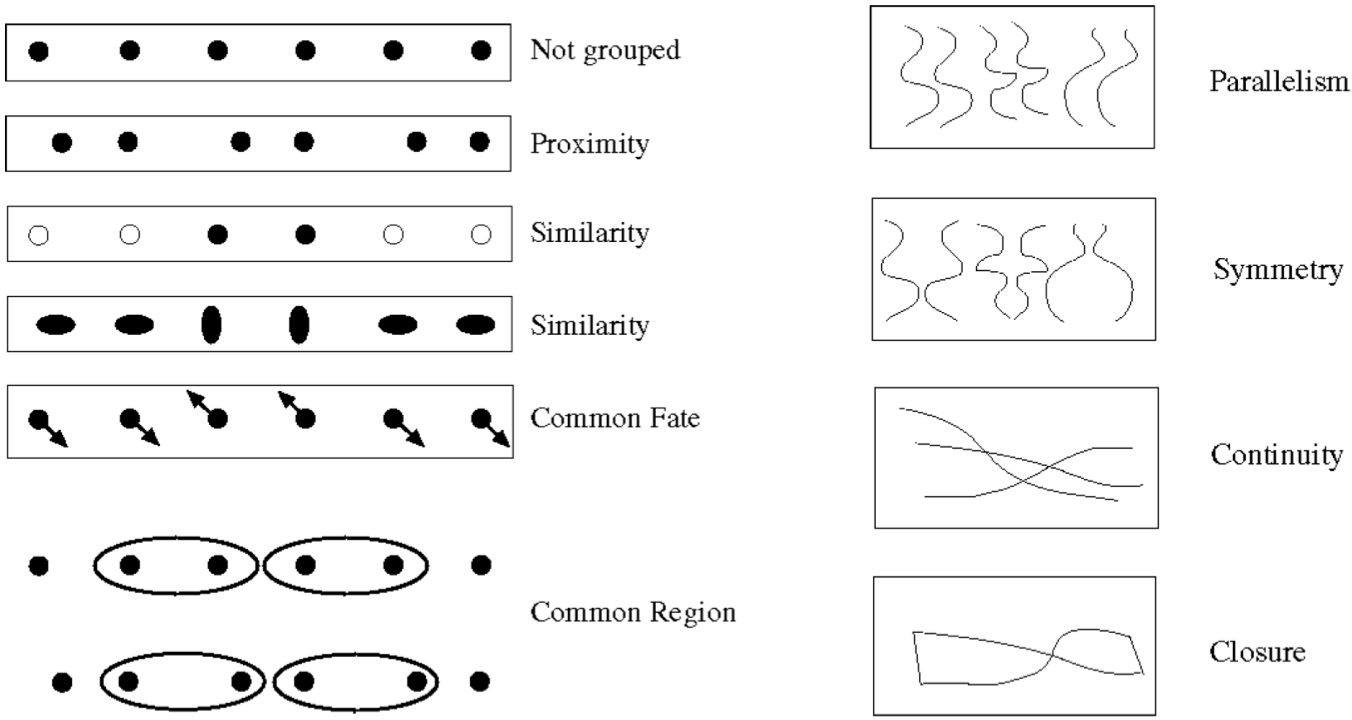 Not grouped
Proximity
Similarity
Similarity
Common Fate
Common Region
Parallelism
Symmetry
Continuity
Closure